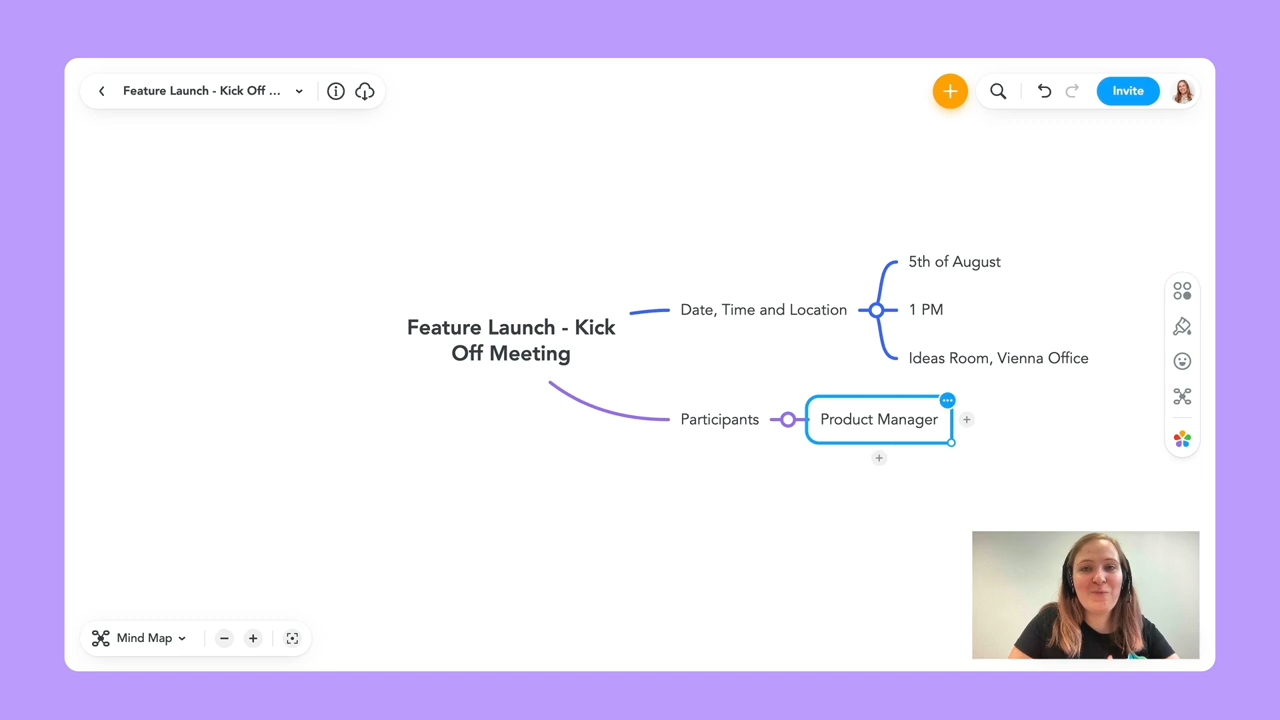 Feature Launch - Kick Off ...
Invite
Feature Launch - Kick
Off Meeting
Date, Time and Location
5th of August
1 PM
Ideas Room, Vienna Office
Participants
Product Manager
Mind Map